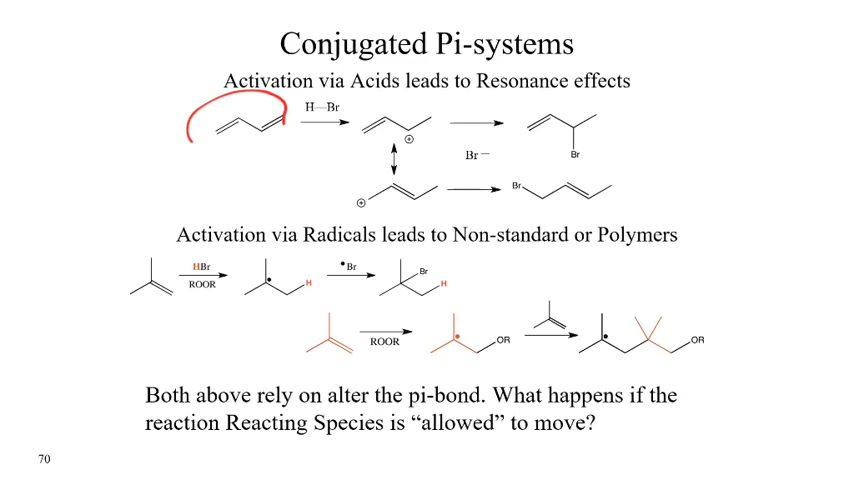 Conjugated Pi-systems
Activation via Acids leads to Resonance effects
H—Br
Br
Br −
Br
Activation via Radicals leads to Non-standard or Polymers
HBr
ROOR
H
•Br
Br
H
ROOR
OR
OR
Both above rely on alter the pi-bond. What happens if the
reaction Reacting Species is “allowed” to move?
70